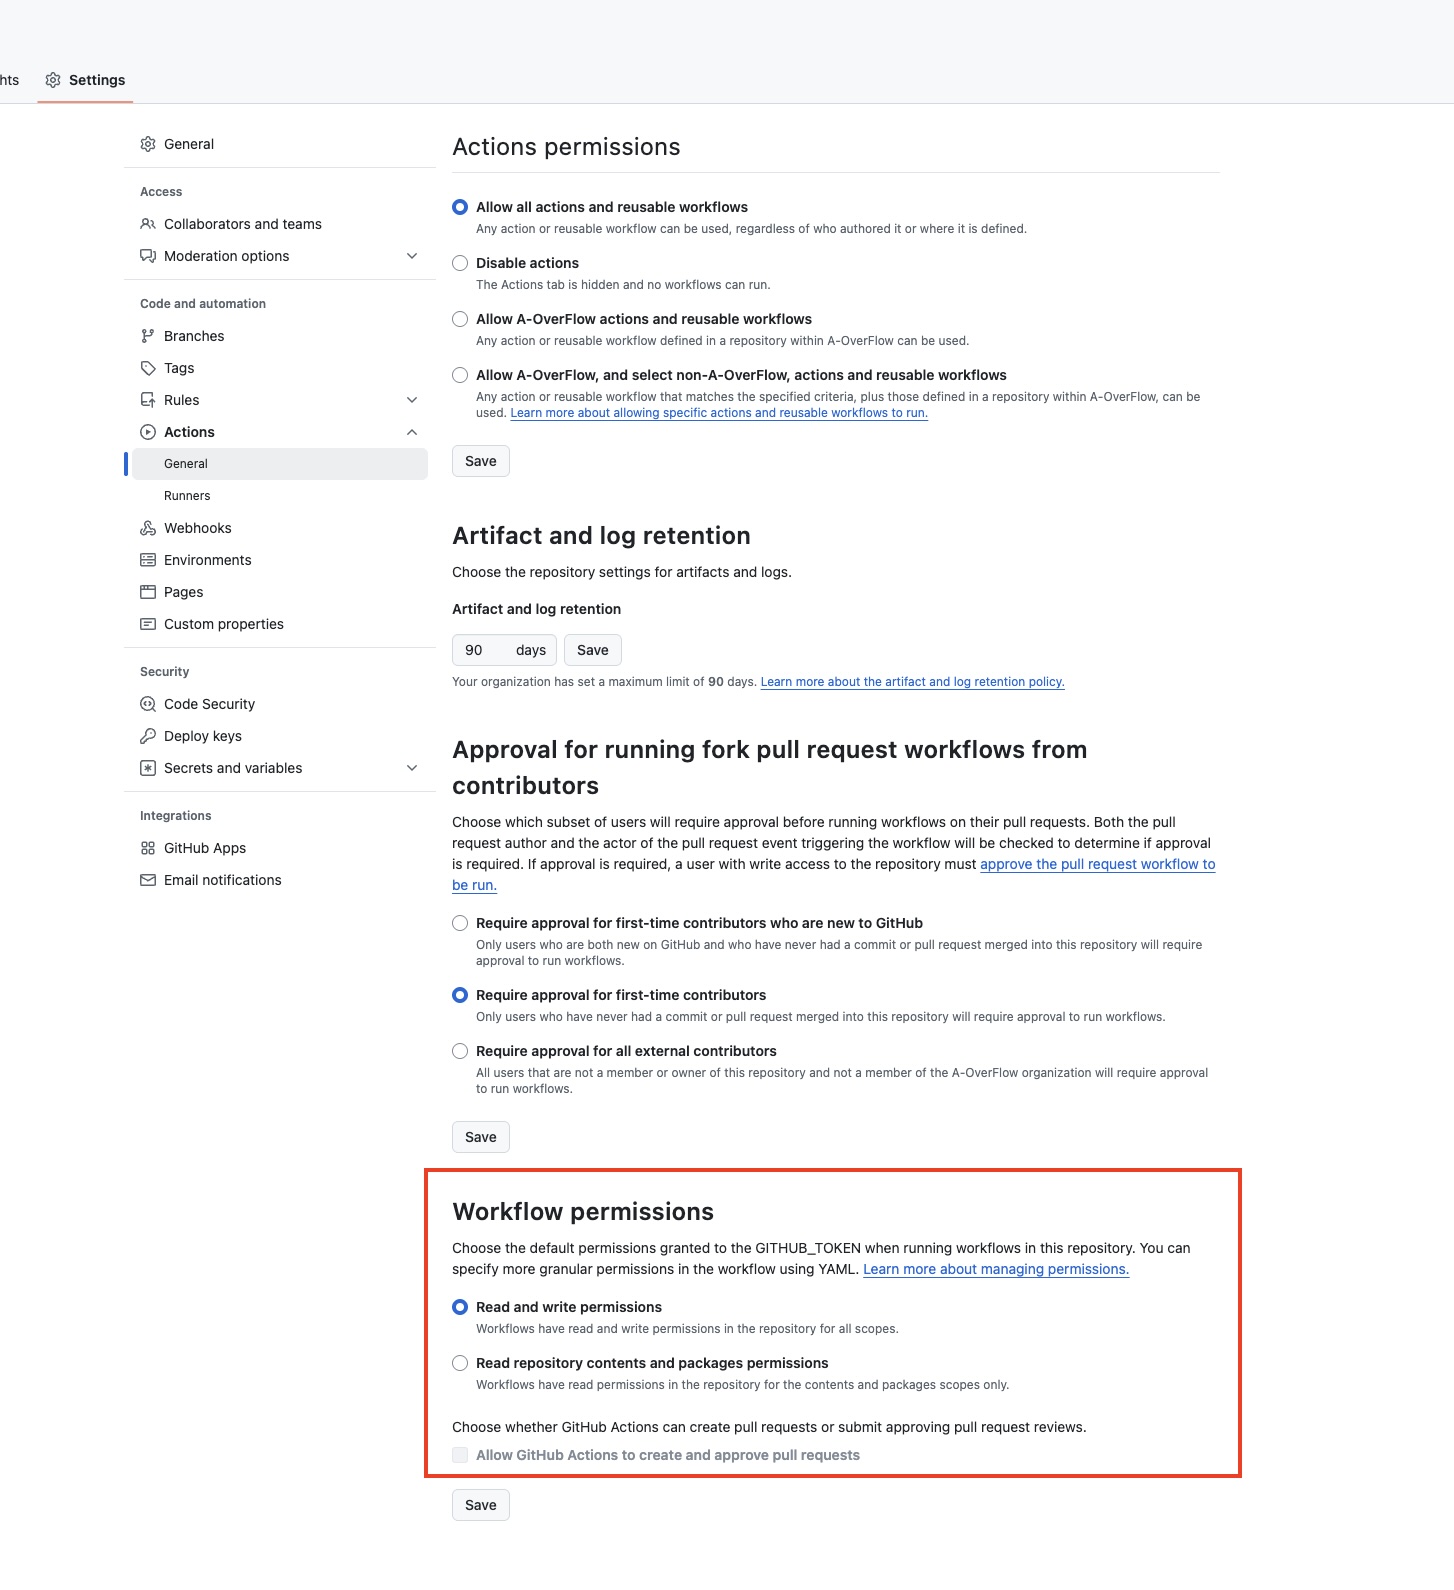 hts
Settings
General
Access
Collaborators and teams
Moderation options
Code and automation
Branches
Tags
Rules
Actions
General
Runners
Webhooks
Environments
Pages
Custom properties
Security
Code Security
Deploy keys
Secrets and variables
Integrations
GitHub Apps
Email notifications
Actions permissions
Allow all actions and reusable workflows
Any action or reusable workflow can be used, regardless of who authored it or where it is defined.
Disable actions
The Actions tab is hidden and no workflows can run.
Allow A-OverFlow actions and reusable workflows
Any action or reusable workflow defined in a repository within A-OverFlow can be used.
Allow A-OverFlow, and select non-A-OverFlow, actions and reusable workflows
Any action or reusable workflow that matches the specified criteria, plus those defined in a repository within A-OverFlow, can be
used. Learn more about allowing specific actions and reusable workflows to run.
Save
Artifact and log retention
Choose the repository settings for artifacts and logs.
Artifact and log retention
90 days Save
Your organization has set a maximum limit of 90 days. Learn more about the artifact and log retention policy.
Approval for running fork pull request workflows from
contributors
Choose which subset of users will require approval before running workflows on their pull requests. Both the pull
request author and the actor of the pull request event triggering the workflow will be checked to determine if approval
is required. If approval is required, a user with write access to the repository must approve the pull request workflow to
be run.
Require approval for first-time contributors who are new to GitHub
Only users who are both new on GitHub and who have never had a commit or pull request merged into this repository will require
approval to run workflows.
Require approval for first-time contributors
Only users who have never had a commit or pull request merged into this repository will require approval to run workflows.
Require approval for all external contributors
All users that are not a member or owner of this repository and not a member of the A-OverFlow organization will require approval
to run workflows.
Save
Workflow permissions
Choose the default permissions granted to the GITHUB_TOKEN when running workflows in this repository. You can
specify more granular permissions in the workflow using YAML. Learn more about managing permissions.
Read and write permissions
Workflows have read and write permissions in the repository for all scopes.
Read repository contents and packages permissions
Workflows have read permissions in the repository for the contents and packages scopes only.
Choose whether GitHub Actions can create pull requests or submit approving pull request reviews.
Allow GitHub Actions to create and approve pull requests
Save